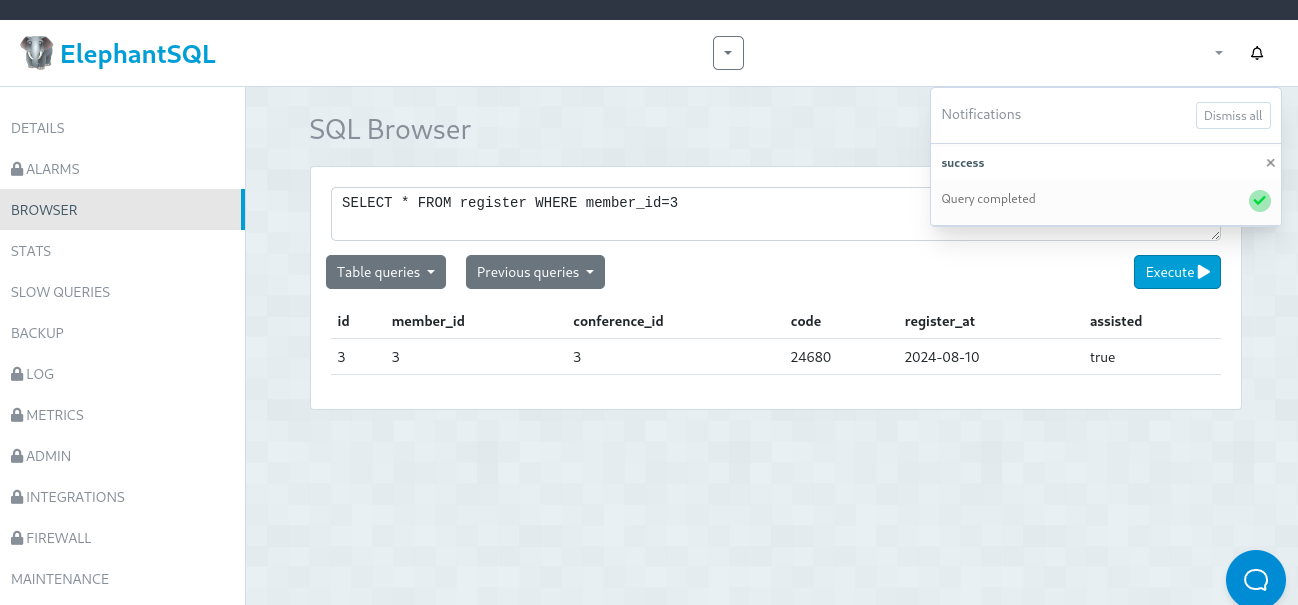 ElephantSQL
DETAILS
ALARMS
BROWSER
STATS
SLOW QUERIES
BACKUP
LOG
METRICS
ADMIN
INTEGRATIONS
FIREWALL
MAINTENANCE
SQL Browser
Notifications
Dismiss all
success
Query completed
SELECT * FROM register WHERE member_id=3
Table queries
Previous queries
Execute
id member_id conference_id code register_at assisted
3 3 3 24680 2024-08-10 true